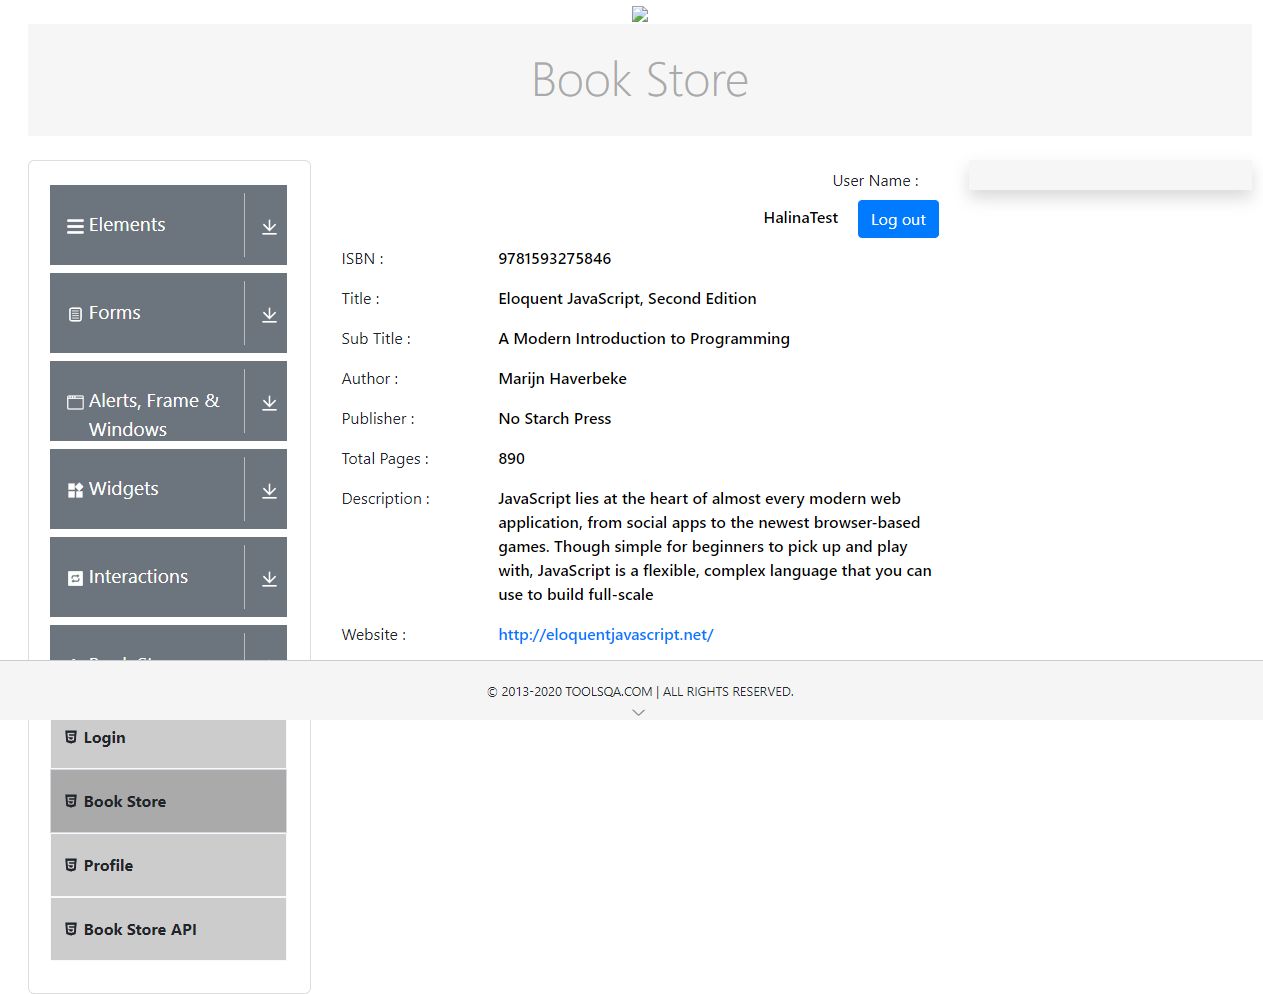 Book Store
Elements
Forms
Alerts, Frame &
Windows
Widgets
Interactions
Login
Book Store
Profile
Book Store API
User Name :
HalinaTest
Log out
ISBN : 9781593275846
Title : Eloquent JavaScript, Second Edition
Sub Title : A Modern Introduction to Programming
Author : Marijn Haverbeke
Publisher : No Starch Press
Total Pages : 890
Description : JavaScript lies at the heart of almost every modern web
application, from social apps to the newest browser-based
games. Though simple for beginners to pick up and play
with, JavaScript is a flexible, complex language that you can
use to build full-scale
Website : http://eloquentjavascript.net/
© 2013-2020 TOOLSQA.COM | ALL RIGHTS RESERVED.